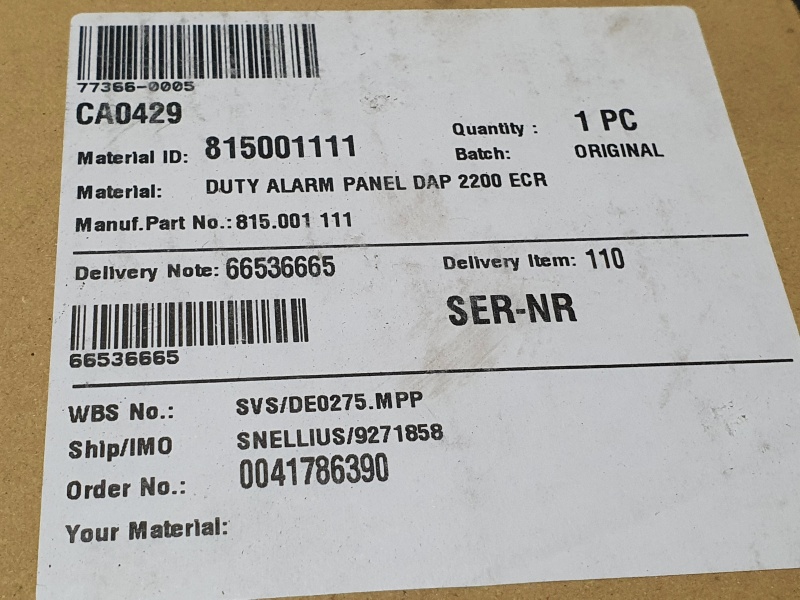 77366-0005
CA0429
Material ID: 815001111 Quantity : 1 PC
Batch: ORIGINAL
Material: DUTY ALARM PANEL DAP 2200 ECR
Manuf.Part No.:815.001 111
Delivery Note: 66536665 Delivery Item: 110
SER-NR
66536665
WBS No.: SVS/DE0275.MPP
Ship/IMO SNELLIUS/9271858
Order No.: 0041786390
Your Material: